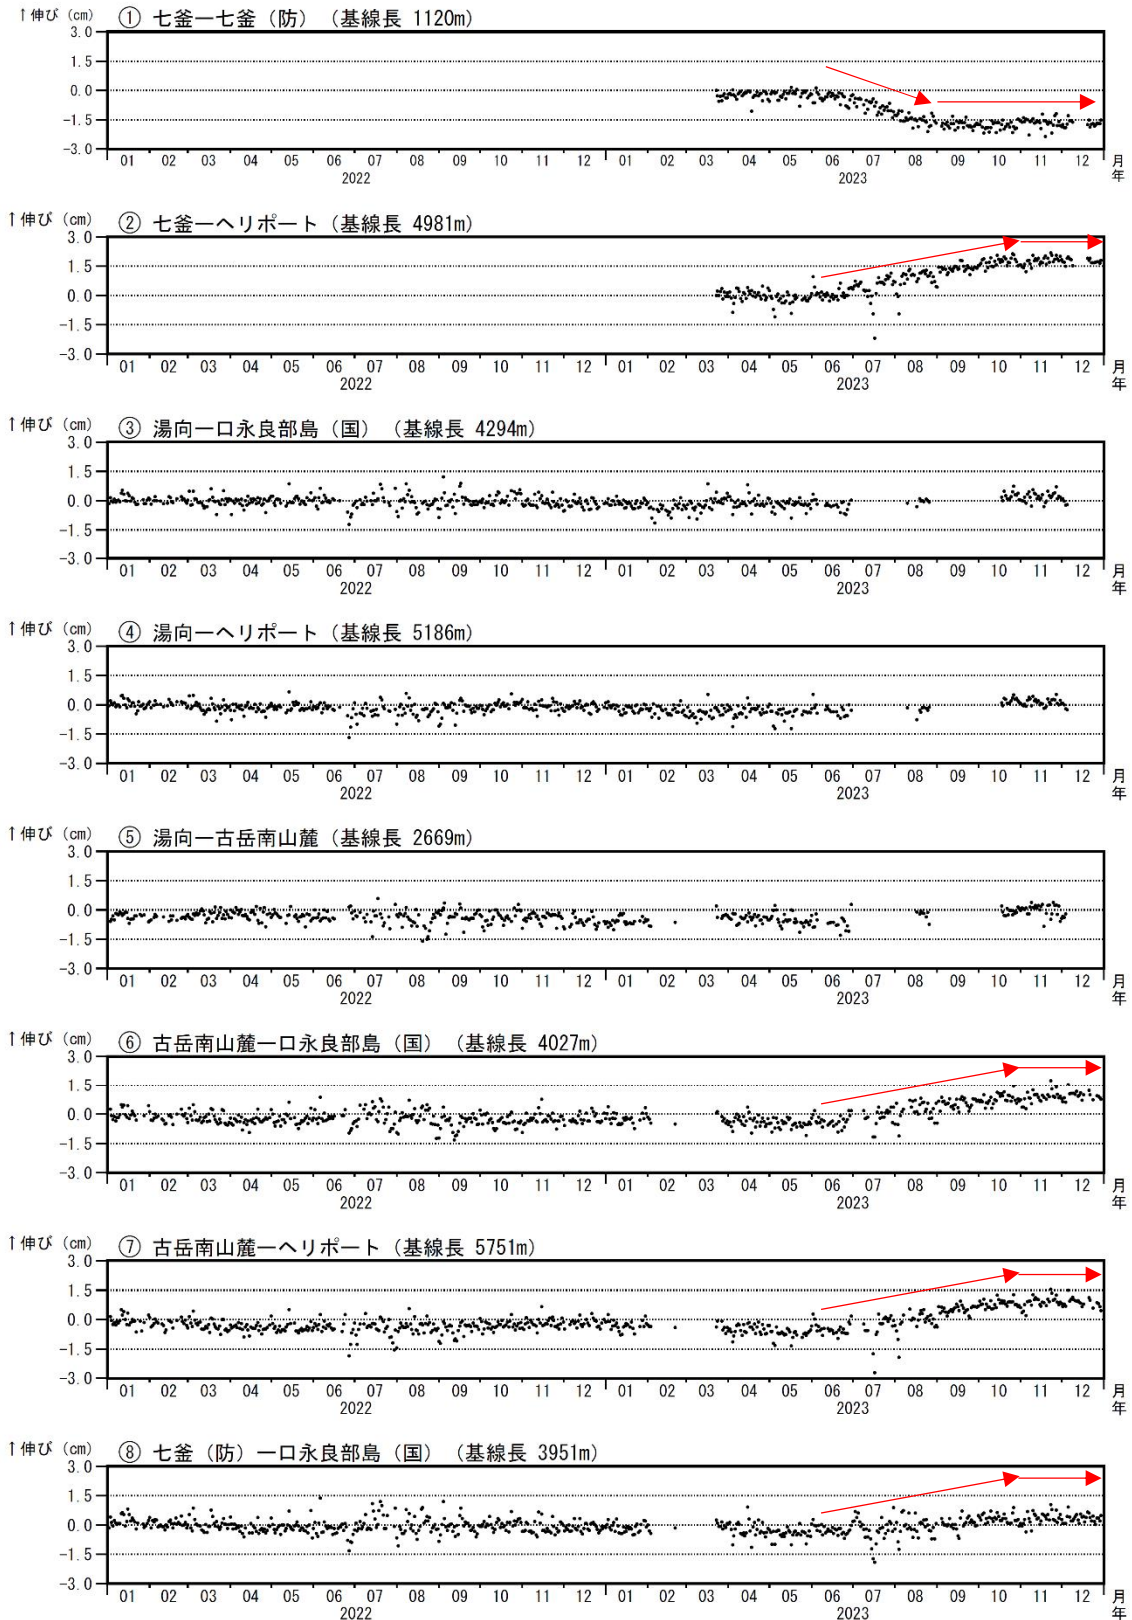 ↑伸び（cm） ① 七釜ー七釜（防）（基線長 1120m）
3.0
1.5
0.0
-1.5
-3.0
01 02 03 04 05 06 07 08 09 10 11 12 01 02 03 04 05 06 07 08 09 10 11 12 月
2022 2023 年
↑伸び（cm） ② 七釜ーヘリポート（基線長 4981m）
3.0
1.5
0.0
-1.5
-3.0
01 02 03 04 05 06 07 08 09 10 11 12 01 02 03 04 05 06 07 08 09 10 11 12 月
2022 2023 年
↑伸び（cm） ③ 湯向ー口永良部島（国）（基線長 4294m）
3.0
1.5
0.0
-1.5
-3.0
01 02 03 04 05 06 07 08 09 10 11 12 01 02 03 04 05 06 07 08 09 10 11 12 月
2022 2023 年
↑伸び（cm） ④ 湯向ーヘリポート（基線長 5186m）
3.0
1.5
0.0
-1.5
-3.0
01 02 03 04 05 06 07 08 09 10 11 12 01 02 03 04 05 06 07 08 09 10 11 12 月
2022 2023 年
↑伸び（cm） ⑤ 湯向ー古岳南山麓（基線長 2669m）
3.0
1.5
0.0
-1.5
-3.0
01 02 03 04 05 06 07 08 09 10 11 12 01 02 03 04 05 06 07 08 09 10 11 12 月
2022 2023 年
↑伸び（cm） ⑥ 古岳南山麓ー口永良部島（国）（基線長 4027m）
3.0
1.5
0.0
-1.5
-3.0
01 02 03 04 05 06 07 08 09 10 11 12 01 02 03 04 05 06 07 08 09 10 11 12 月
2022 2023 年
↑伸び（cm） ⑦ 古岳南山麓ーヘリポート（基線長 5751m）
3.0
1.5
0.0
-1.5
-3.0
01 02 03 04 05 06 07 08 09 10 11 12 01 02 03 04 05 06 07 08 09 10 11 12 月
2022 2023 年
↑伸び（cm） ⑧ 七釜（防）ー口永良部島（国）（基線長 3951m）
3.0
1.5
0.0
-1.5
-3.0
01 02 03 04 05 06 07 08 09 10 11 12 01 02 03 04 05 06 07 08 09 10 11 12 月
2022 2023 年